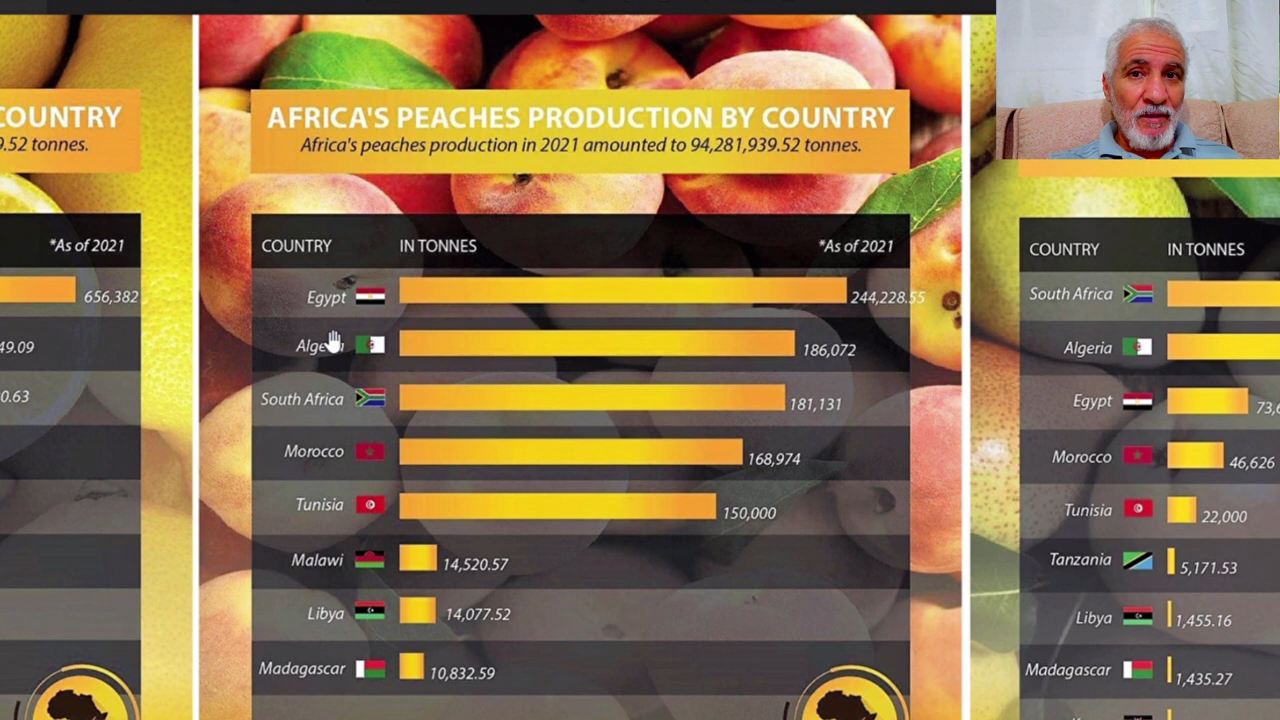 COUNTRY
9.52 tonnes.
*As of 2021
656,382
49.09
0.63
AFRICA'S PEACHES PRODUCTION BY COUNTRY
Africa's peaches production in 2021 amounted to 94,281,939.52 tonnes.
COUNTRY IN TONNES *As of 2021
Egypt 244,228.55
Algeria 186,072
South Africa 181,131
Morocco 168,974
Tunisia 150,000
Malawi 14,520.57
Libya 14,077.52
Madagascar 10,832.59
COUNTRY IN TONNES
South Africa
Algeria
Egypt 73,6
Morocco 46,626
Tunisia 22,000
Tanzania 5,171.53
Libya 1,455.16
Madagascar 1,435.27